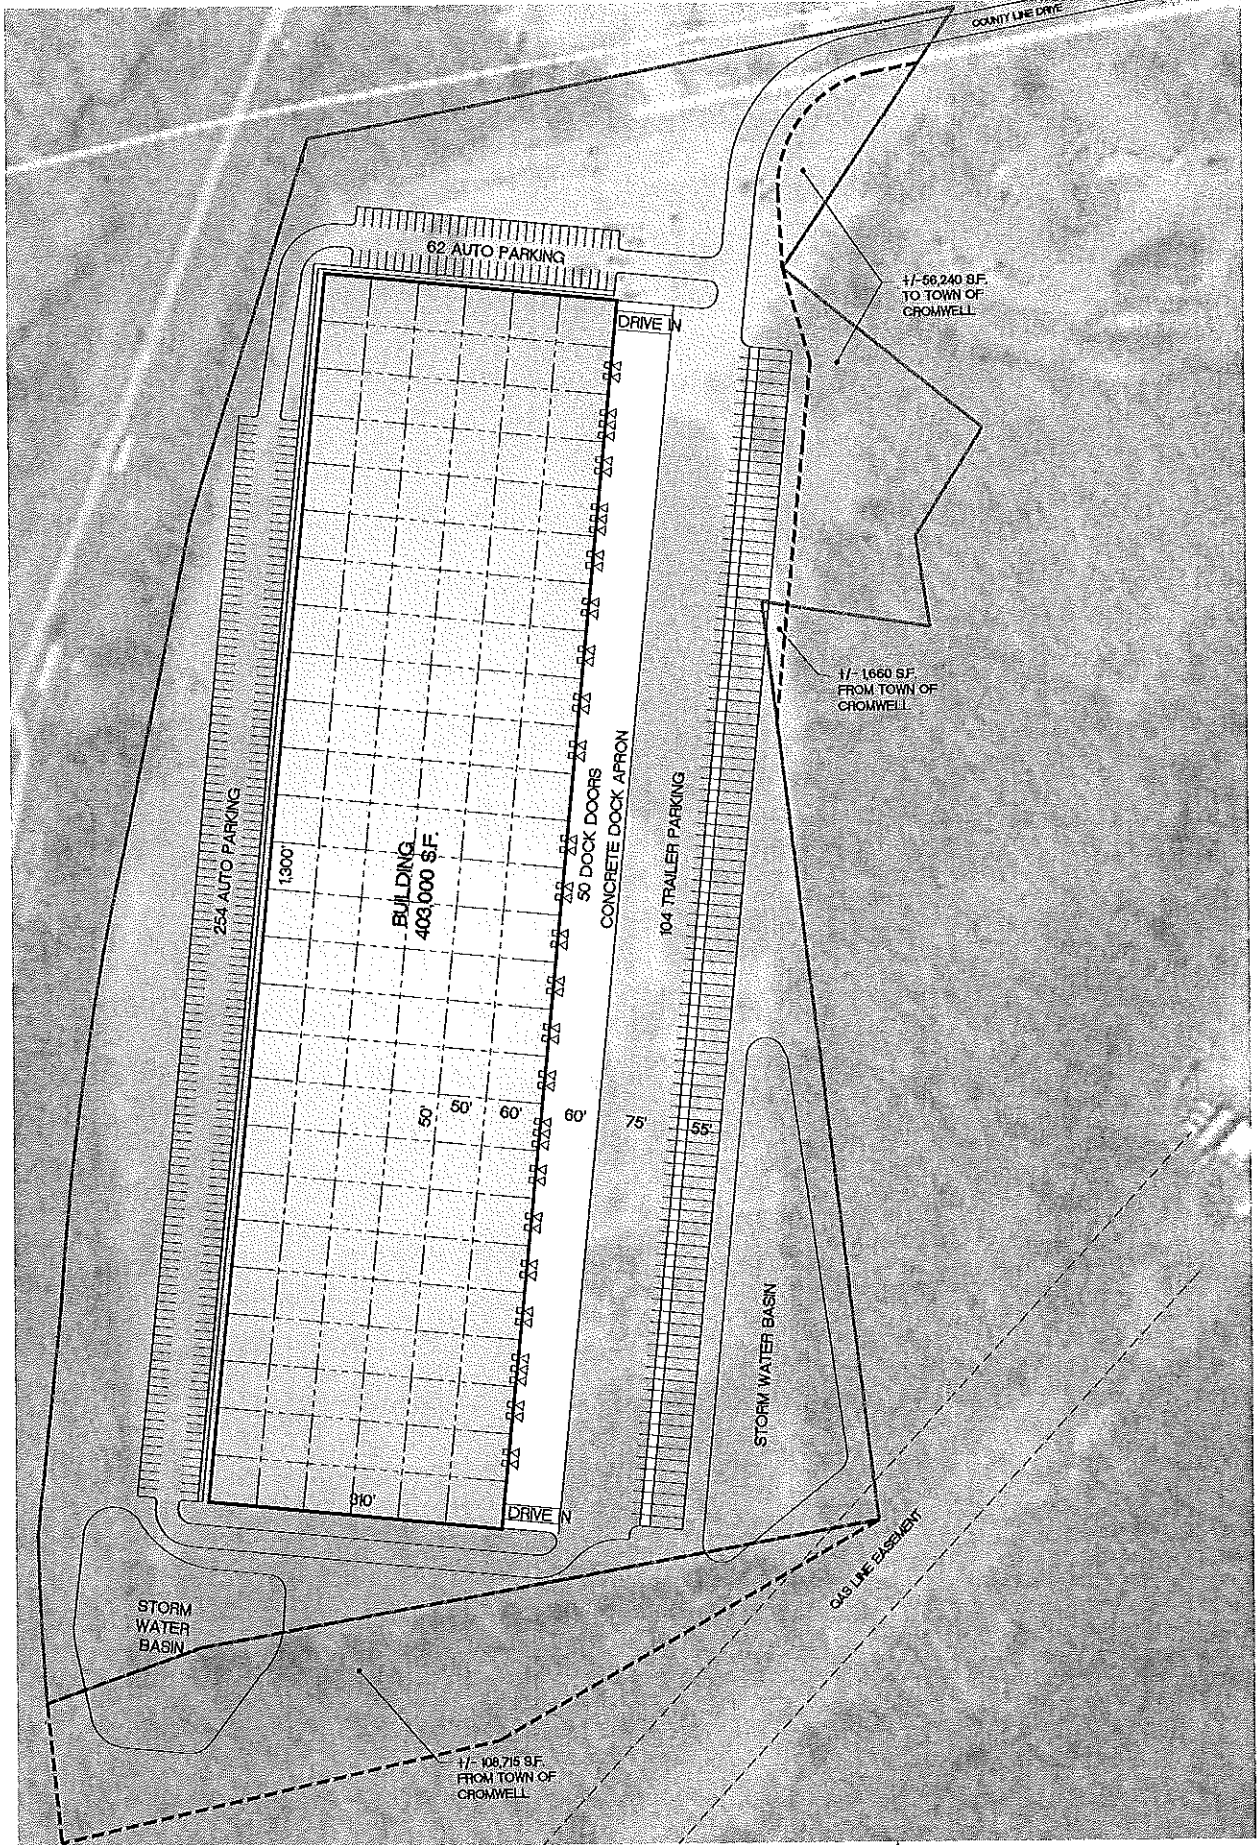 COUNTY LINE DRIVE
62 AUTO PARKING
+/-56,240 S.F.
TO TOWN OF
CROMWELL
DRIVE IN
+/- 1,660 S.F.
FROM TOWN OF
CROMWELL
254 AUTO PARKING
1,300'
BUILDING
403,000 S.F.
50 DOCK DOORS
CONCRETE DOCK APRON
104 TRAILER PARKING
50'
50'
60'
60'
75'
55'
STORM WATER BASIN
310'
DRIVE IN
GAS LINE EASEMENT
STORM
WATER
BASIN
+/- 108,715 S.F.
FROM TOWN OF
CROMWELL